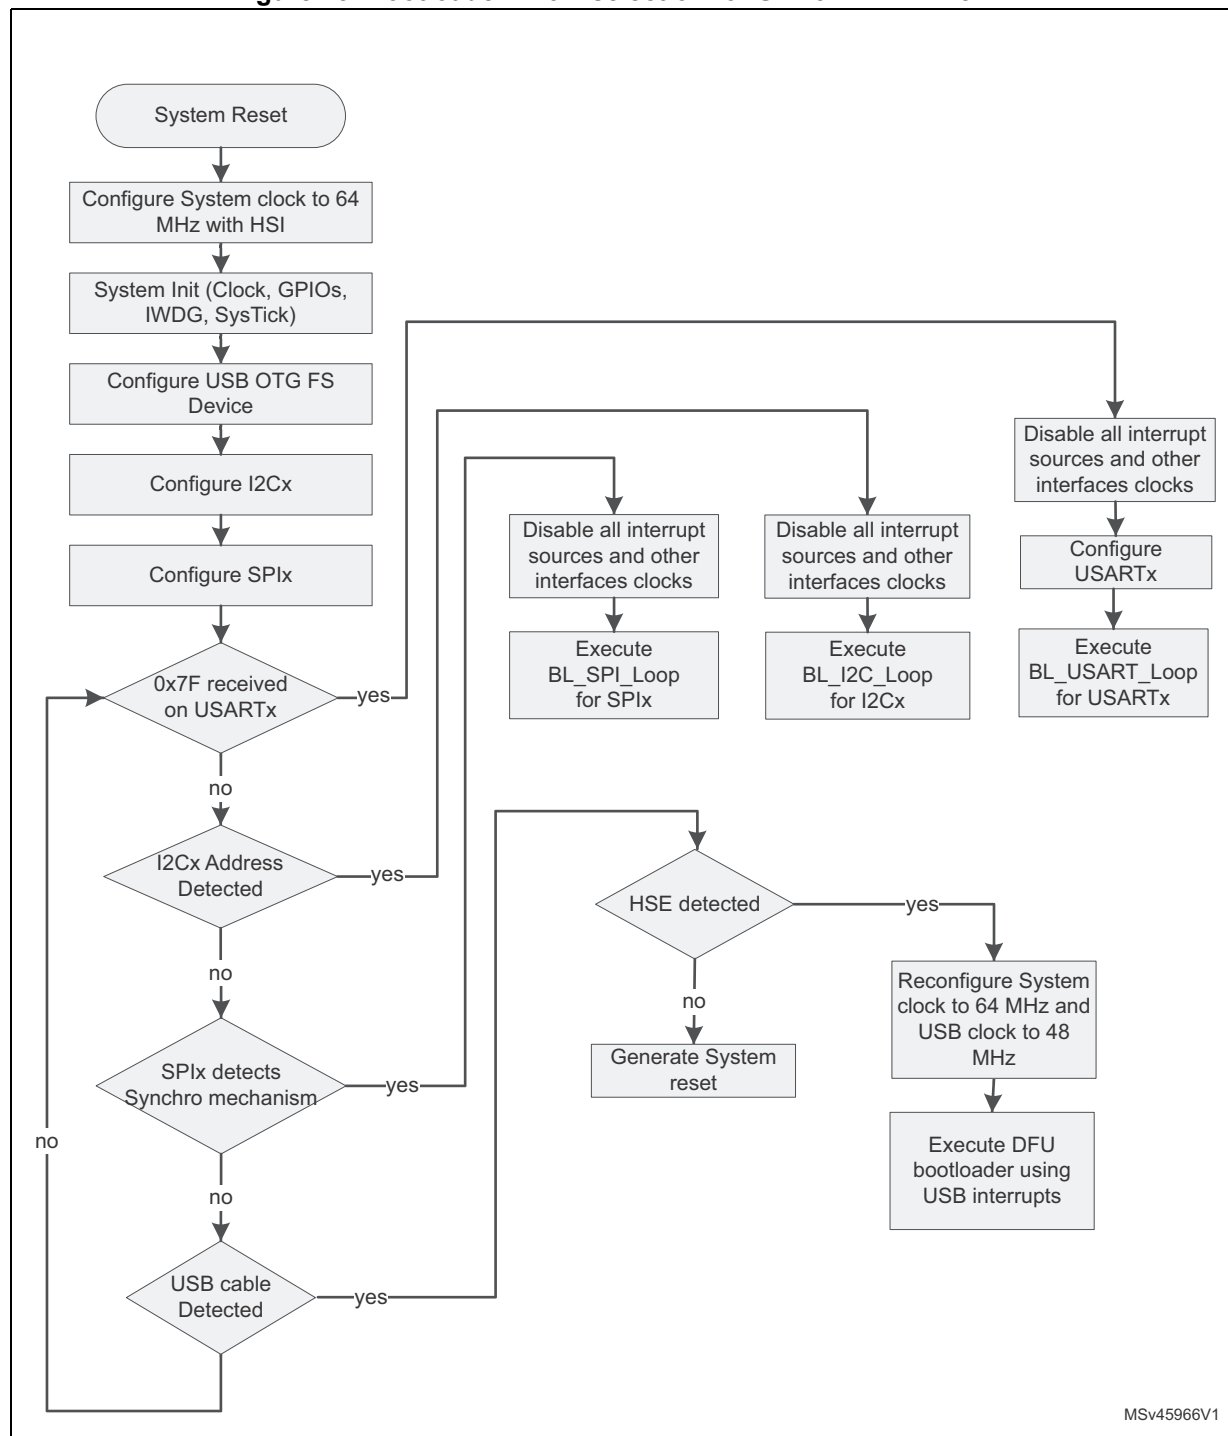 System Reset
Configure System clock to 64
MHz with HSI
System Init (Clock, GPIOs,
IWDG, SysTick)
Configure USB OTG FS
Device
Configure I2Cx
Configure SPIx
0x7F received
on USARTx
yes
no
I2Cx Address
Detected
yes
no
SPIx detects
Synchro mechanism
yes
no
USB cable
Detected
yes
no
Disable all interrupt
sources and other
interfaces clocks
Execute
BL_SPI_Loop
for SPIx
Disable all interrupt
sources and other
interfaces clocks
Execute
BL_I2C_Loop
for I2Cx
Disable all interrupt
sources and other
interfaces clocks
Configure
USARTx
Execute
BL_USART_Loop
for USARTx
HSE detected
yes
no
Generate System
reset
Reconfigure System
clock to 64 MHz and
USB clock to 48
MHz
Execute DFU
bootloader using
USB interrupts
MSv45966V1